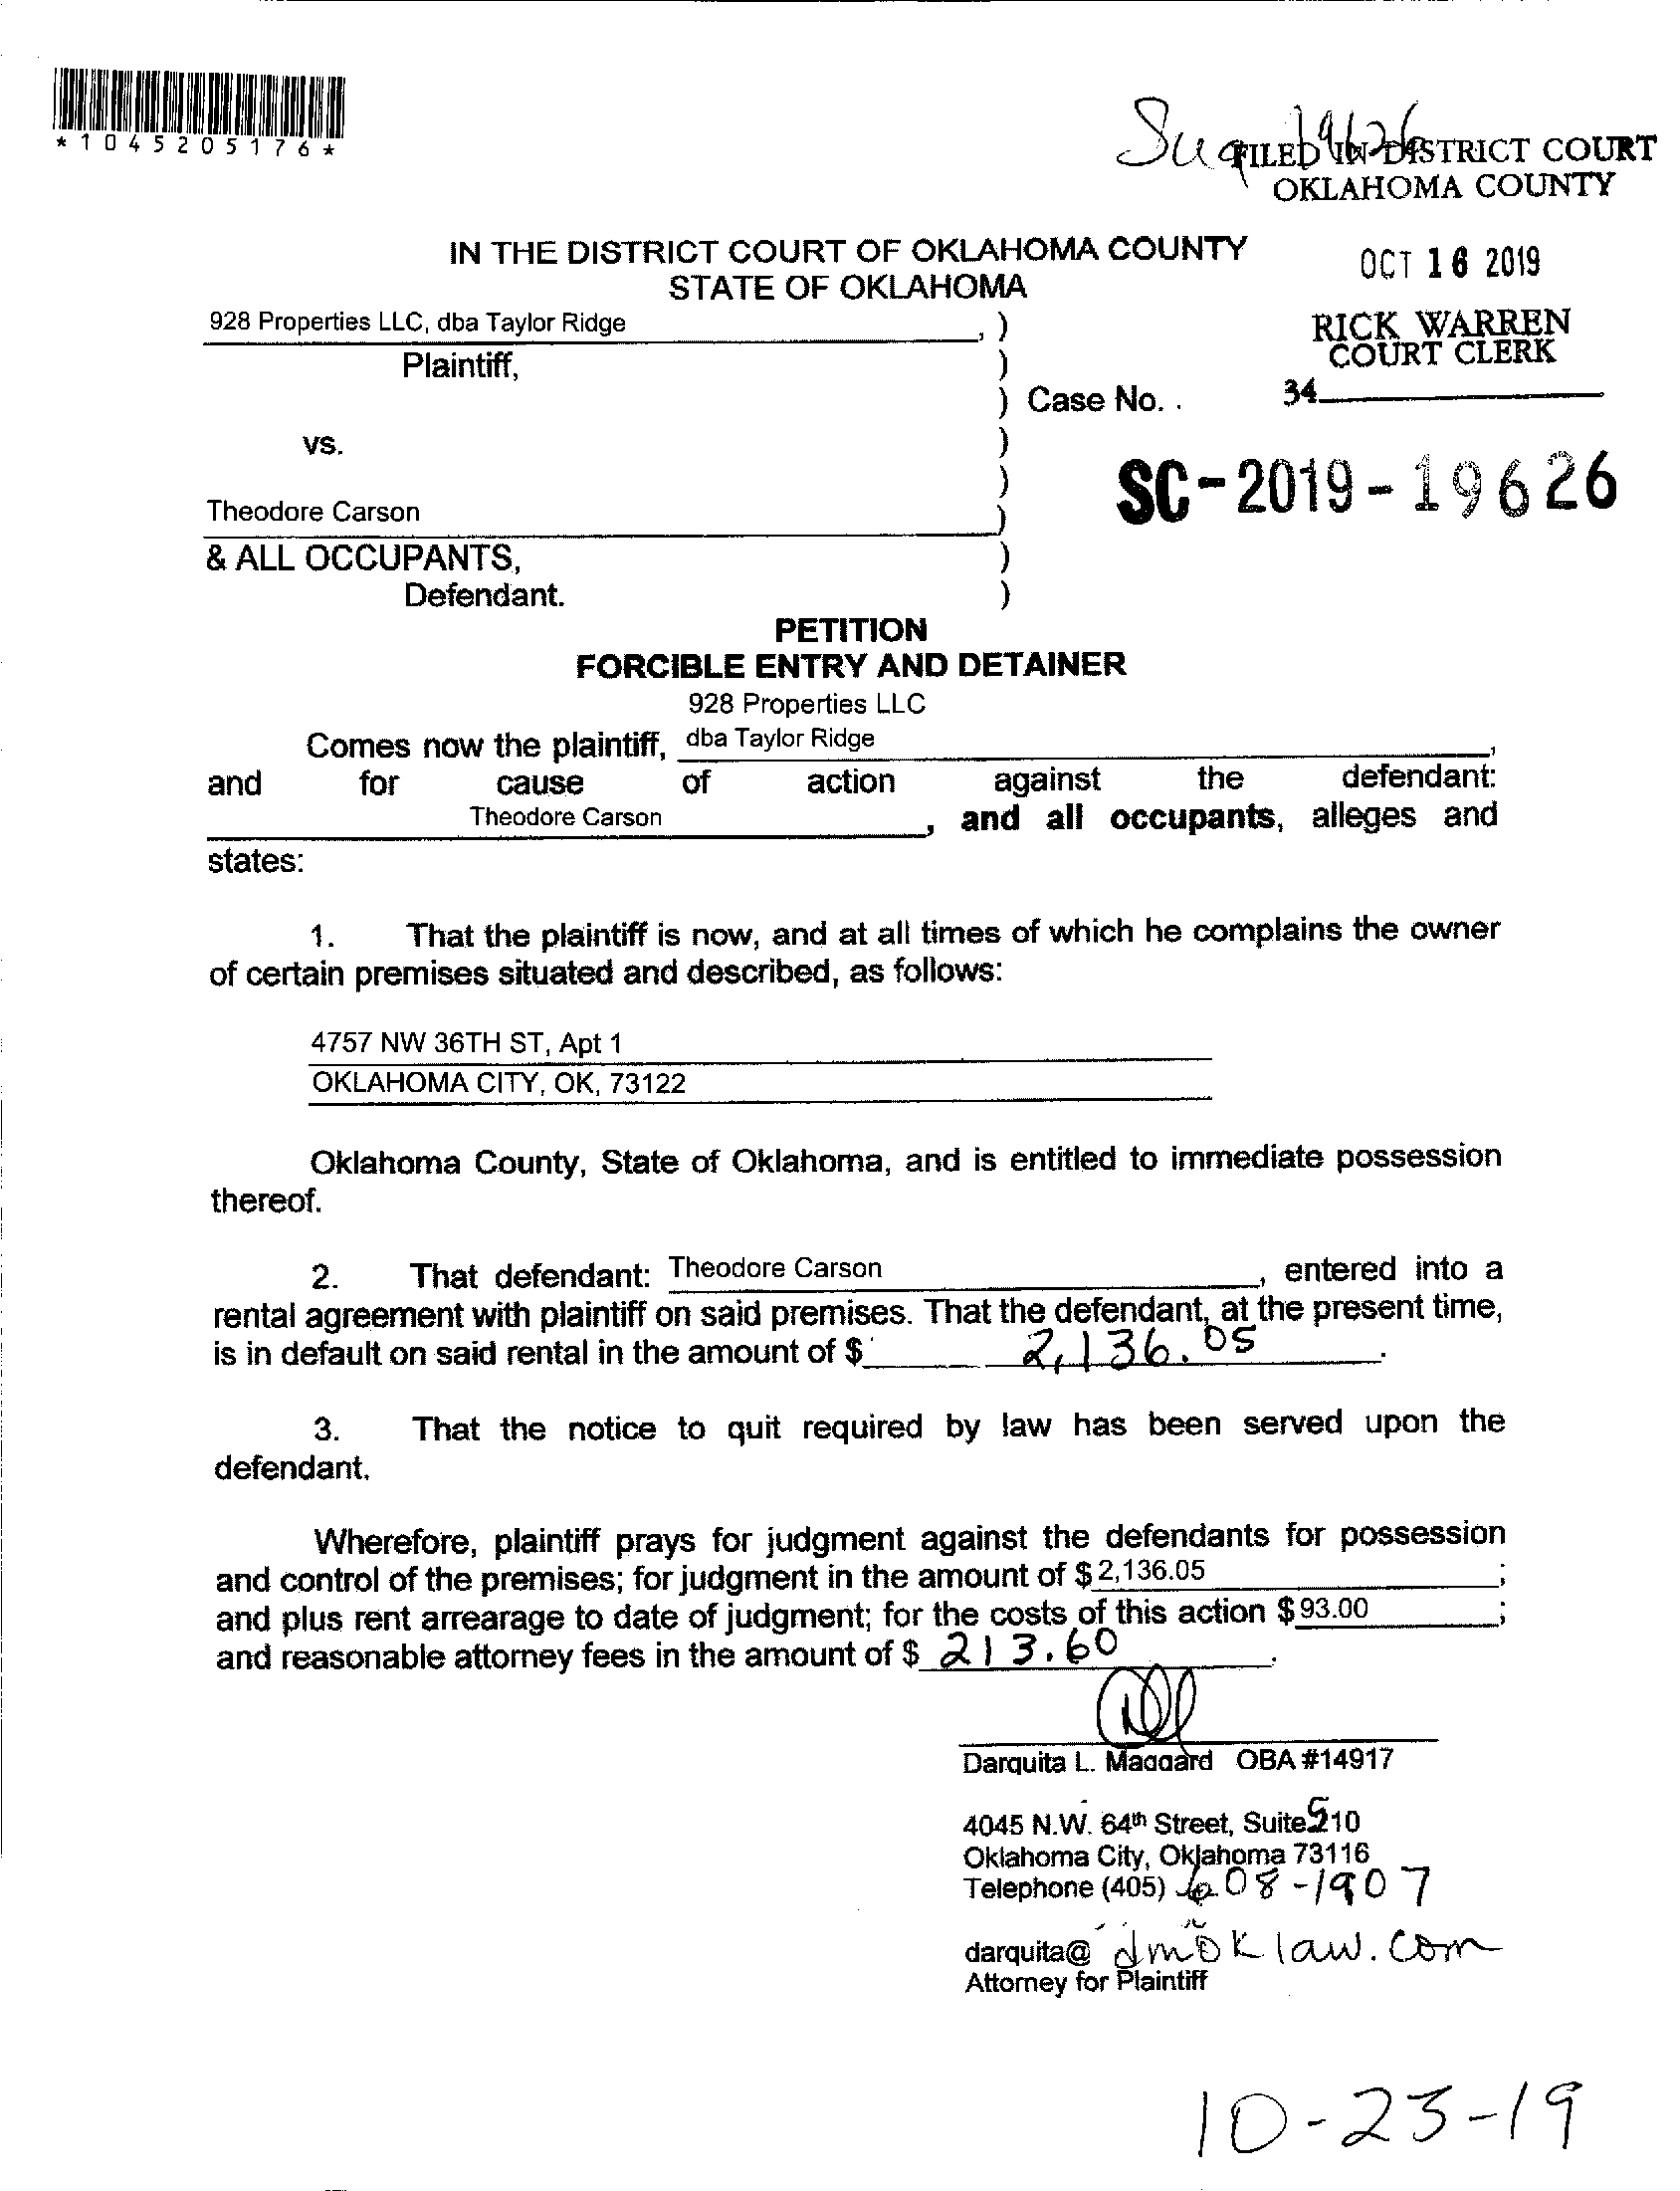 *1045205176*
19626
FILED IN DISTRICT COURT
OKLAHOMA COUNTY
IN THE DISTRICT COURT OF OKLAHOMA COUNTY
STATE OF OKLAHOMA
OCT 16 2019
RICK WARREN
COURT CLERK
34
928 Properties LLC, dba Taylor Ridge, )
Plaintiff, )
) Case No. .
vs. )
)
SC-2019-19626
Theodore Carson )
& ALL OCCUPANTS, )
Defendant. )
PETITION
FORCIBLE ENTRY AND DETAINER
928 Properties LLC
Comes now the plaintiff, dba Taylor Ridge,
and for cause of action against the defendant:
Theodore Carson, and all occupants, alleges and
states:
1. That the plaintiff is now, and at all times of which he complains the owner
of certain premises situated and described, as follows:
4757 NW 36TH ST, Apt 1
OKLAHOMA CITY, OK, 73122
Oklahoma County, State of Oklahoma, and is entitled to immediate possession
thereof.
2. That defendant: Theodore Carson, entered into a
rental agreement with plaintiff on said premises. That the defendant, at the present time,
is in default on said rental in the amount of $ 2,136.05.
3. That the notice to quit required by law has been served upon the
defendant.
Wherefore, plaintiff prays for judgment against the defendants for possession
and control of the premises; for judgment in the amount of $2,136.05;
and plus rent arrearage to date of judgment; for the costs of this action $93.00;
and reasonable attorney fees in the amount of $ 213.60.
Darquita L. Maggard OBA #14917
4045 N.W. 64th Street, Suite 510
Oklahoma City, Oklahoma 73116
Telephone (405) 608-1907
darquita@dmoklaw.com
Attorney for Plaintiff
10-23-19